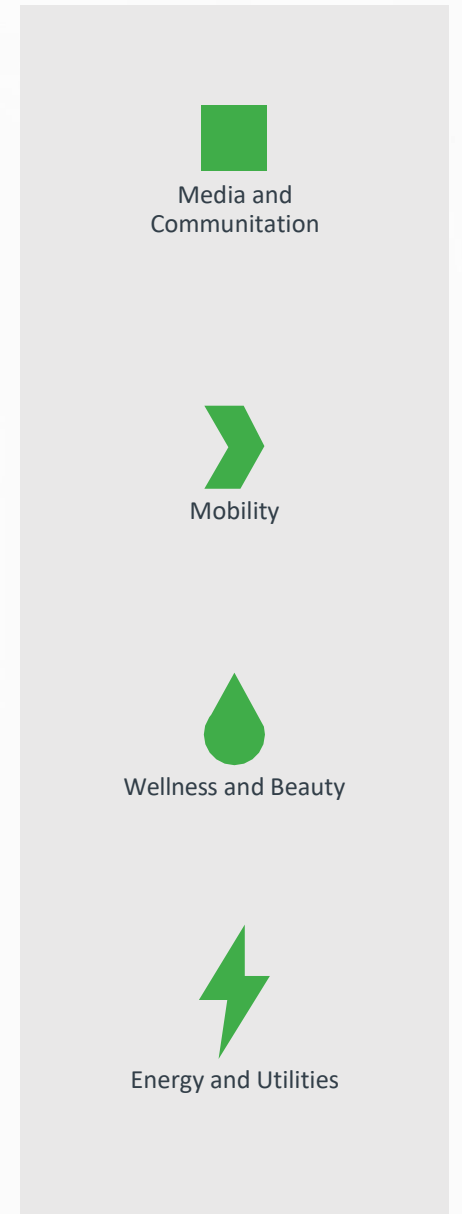 Media and
Communitation
Mobility
Wellness and Beauty
Energy and Utilities